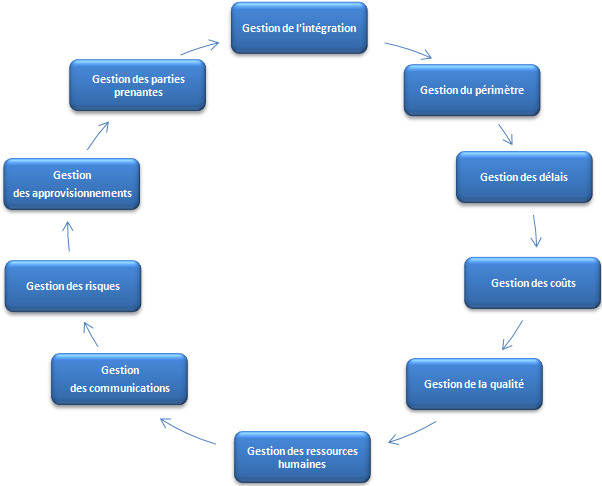 Gestion de l'intégration
Gestion du périmètre
Gestion des délais
Gestion des coûts
Gestion de la qualité
Gestion des ressources
humaines
Gestion
des communications
Gestion des risques
Gestion
des approvisionnements
Gestion des parties
prenantes